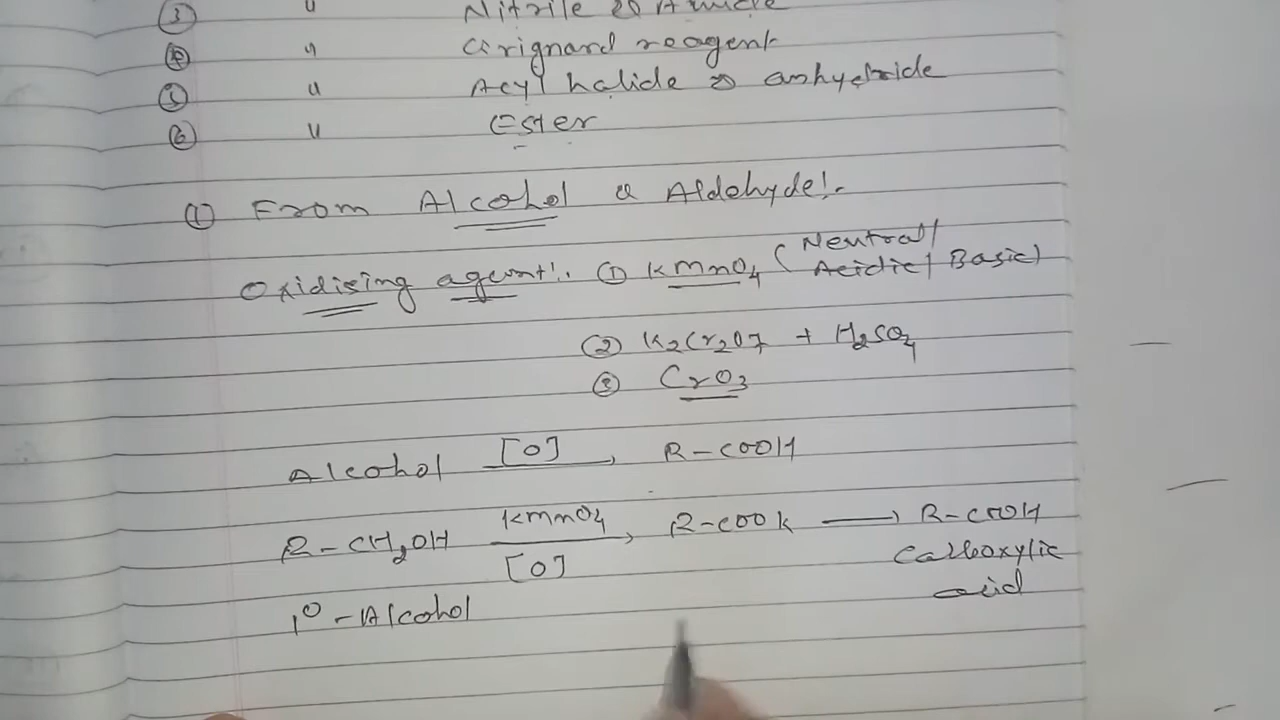 ③ " Nitrile & Amide
④ " Grignard reagent
⑤ " Acyl halide & anhydride
⑥ " Ester
① From Alcohol & Aldehyde:-
Oxidising agent:- ① KMnO4 (Neutral/ Acidic/ Basic)
② K2Cr2O7 + H2SO4
③ CrO3
Alcohol [O] → R-COOH
R-CH2OH KMnO4 [O] → R-COOK → R-COOH
Carboxylic
1°-Alcohol acid